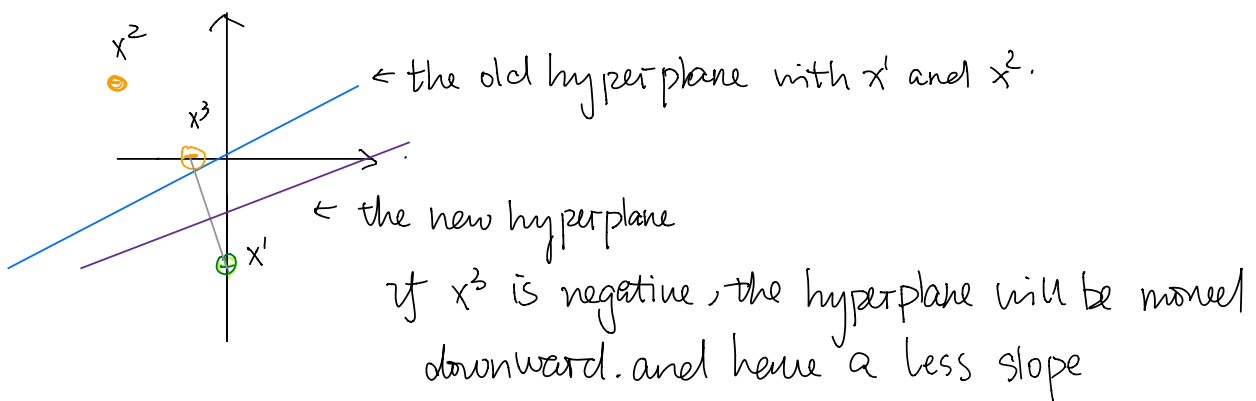 x²
← the old hyperplane with x¹ and x².
x³
← the new hyperplane
x¹
if x³ is negative, the hyperplane will be moved
downward. and have a less slope